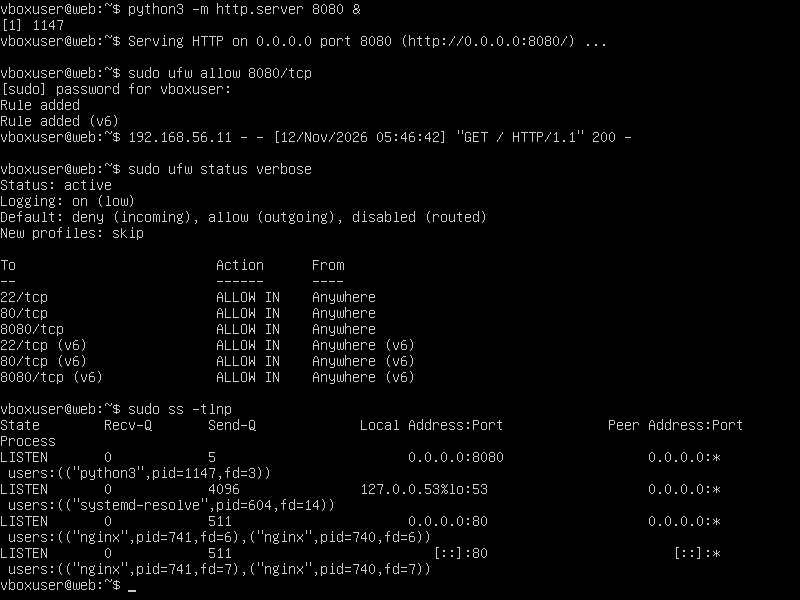 vboxuser@web:~$ python3 -m http.server 8080 &
[1] 1147
vboxuser@web:~$ Serving HTTP on 0.0.0.0 port 8080 (http://0.0.0.0:8080/) ...
vboxuser@web:~$ sudo ufw allow 8080/tcp
[sudo] password for vboxuser:
Rule added
Rule added (v6)
vboxuser@web:~$ 192.168.56.11 - - [12/Nov/2026 05:46:42] "GET / HTTP/1.1" 200 -
vboxuser@web:~$ sudo ufw status verbose
Status: active
Logging: on (low)
Default: deny (incoming), allow (outgoing), disabled (routed)
New profiles: skip
To                         Action      From
--                         ------      ----
22/tcp                     ALLOW IN    Anywhere
80/tcp                     ALLOW IN    Anywhere
8080/tcp                   ALLOW IN    Anywhere
22/tcp (v6)                ALLOW IN    Anywhere (v6)
80/tcp (v6)                ALLOW IN    Anywhere (v6)
8080/tcp (v6)              ALLOW IN    Anywhere (v6)
vboxuser@web:~$ sudo ss -tlnp
State        Recv-Q       Send-Q             Local Address:Port             Peer Address:Port
Process
LISTEN       0            5                        0.0.0.0:8080                  0.0.0.0:*
 users:(("python3",pid=1147,fd=3))
LISTEN       0            4096               127.0.0.53%lo:53                    0.0.0.0:*
 users:(("systemd-resolve",pid=604,fd=14))
LISTEN       0            511                      0.0.0.0:80                    0.0.0.0:*
 users:(("nginx",pid=741,fd=6),("nginx",pid=740,fd=6))
LISTEN       0            511                         [::]:80                       [::]:*
 users:(("nginx",pid=741,fd=7),("nginx",pid=740,fd=7))
vboxuser@web:~$ _